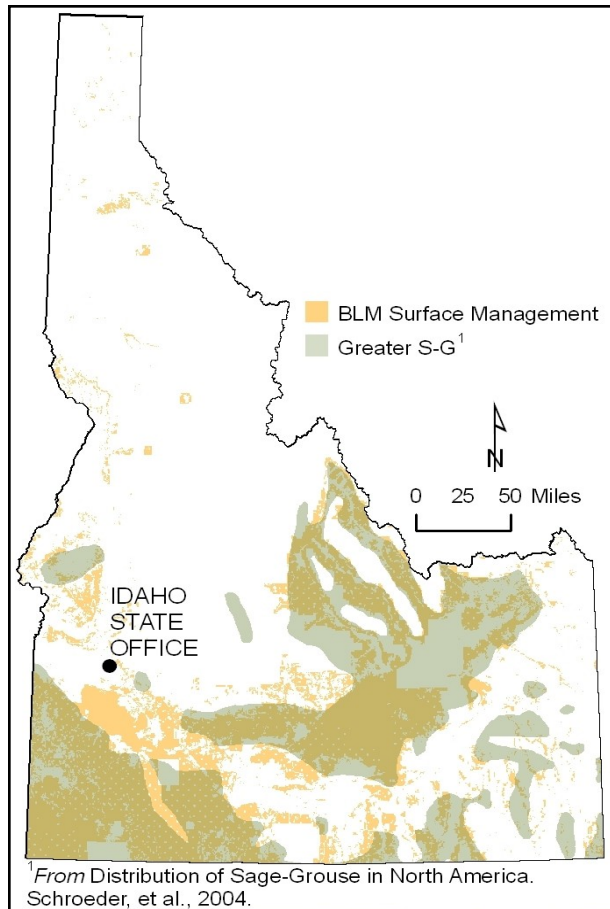 BLM Surface Management
Greater S-G1
N
0 25 50 Miles
IDAHO
STATE
OFFICE
1From Distribution of Sage-Grouse in North America.
Schroeder, et al., 2004.